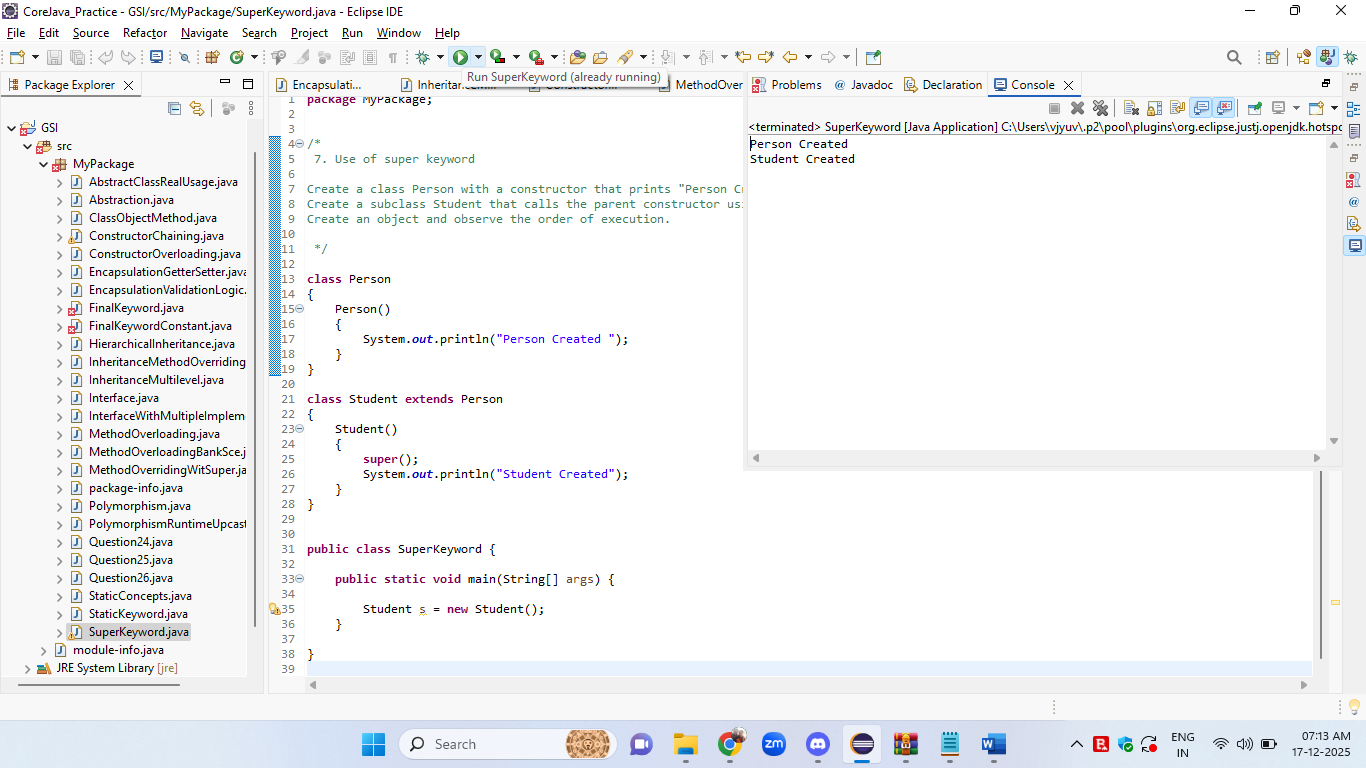 CoreJava_Practice - GSI/src/MyPackage/SuperKeyword.java - Eclipse IDE
File Edit Source Refactor Navigate Search Project Run Window Help
Run SuperKeyword (already running)
Package Explorer
GSI
src
MyPackage
AbstractClassRealUsage.java
Abstraction.java
ClassObjectMethod.java
ConstructorChaining.java
ConstructorOverloading.java
EncapsulationGetterSetter.java
EncapsulationValidationLogic.
FinalKeyword.java
FinalKeywordConstant.java
HierarchicalInheritance.java
InheritanceMethodOverriding
InheritanceMultilevel.java
Interface.java
InterfaceWithMultipleImplem
MethodOverloading.java
MethodOverloadingBankSce.j
MethodOverridingWitSuper.ja
package-info.java
Polymorphism.java
PolymorphismRuntimeUpcast
Question24.java
Question25.java
Question26.java
StaticConcepts.java
StaticKeyword.java
SuperKeyword.java
module-info.java
JRE System Library [jre]
Encapsulati... MethodOver
1 package MyPackage;
2
3
4 /*
5 7. Use of super keyword
6
7 Create a class Person with a constructor that prints "Person Cr
8 Create a subclass Student that calls the parent constructor usi
9 Create an object and observe the order of execution.
10
11 */
12
13 class Person
14 {
15 Person()
16 {
17 System.out.println("Person Created ");
18 }
19 }
20
21 class Student extends Person
22 {
23 Student()
24 {
25 super();
26 System.out.println("Student Created");
27 }
28 }
29
30
31 public class SuperKeyword {
32
33 public static void main(String[] args) {
34
35 Student s = new Student();
36 }
37
38 }
39
Problems @ Javadoc Declaration Console
<terminated> SuperKeyword [Java Application] C:\Users\vjyuv\.p2\pool\plugins\org.eclipse.justj.openjdk.hotspo
Person Created
Student Created
Search
zm
ENG
IN
07:13 AM
17-12-2025